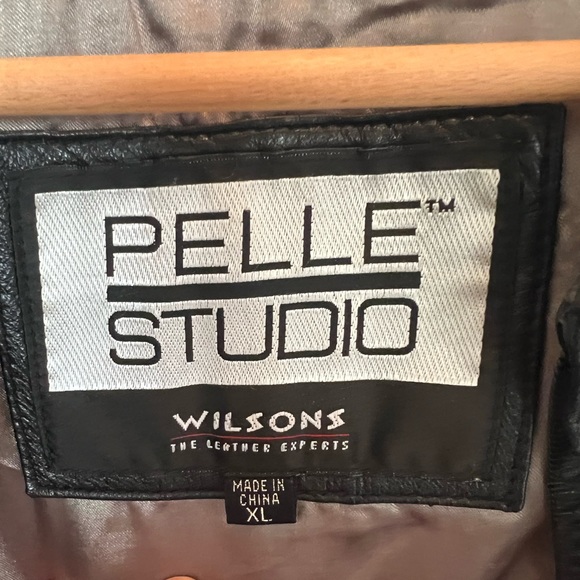 PELLE™
STUDIO
WILSONS
THE LEATHER EXPERTS
MADE IN
CHINA
XL